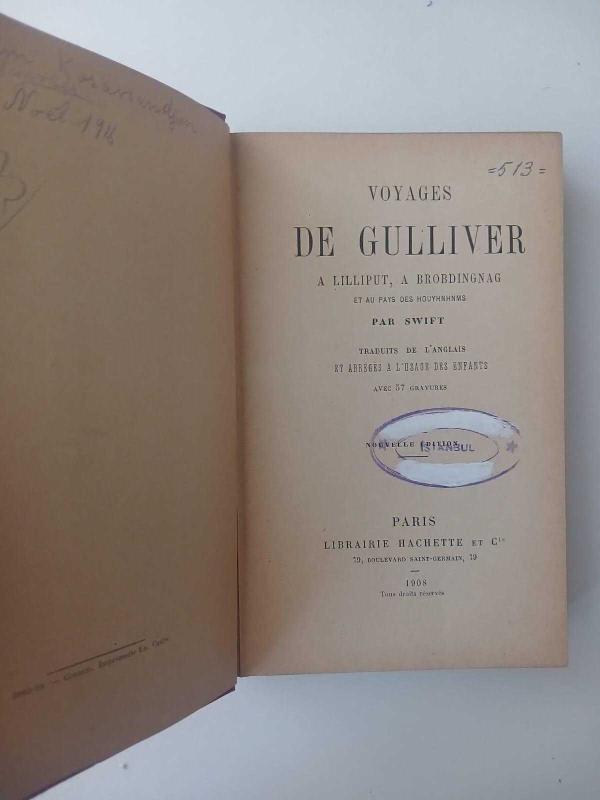 Noël 191
= 513 =
VOYAGES
DE GULLIVER
A LILLIPUT, A BROBDINGNAG
ET AU PAYS DES HOUYHNHNMS
PAR SWIFT
TRADUITS DE L'ANGLAIS
ET ABRÉGÉS A L'USAGE DES ENFANTS
AVEC 57 GRAVURES
NOUVELLE ÉDITION
ISTANBUL
PARIS
LIBRAIRIE HACHETTE ET Cie
79, BOULEVARD SAINT-GERMAIN, 79
1908
Tous droits réservés
Imprimerie